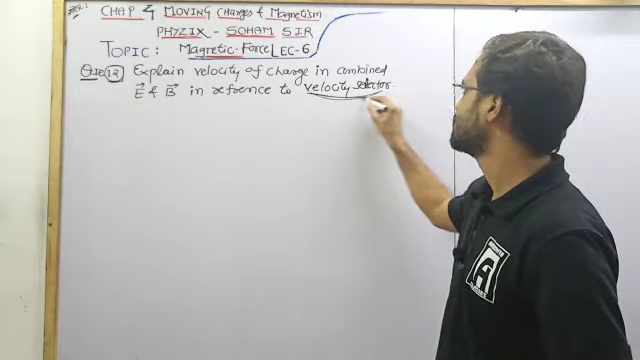 CHAP 4 MOVING Charges & Magnetism
PHYZIX - SOHAM SIR
TOPIC: Magnetic-Force LEC-6
Que 12 Explain velocity of charge in combined
E & B in refrence to velocity selector.